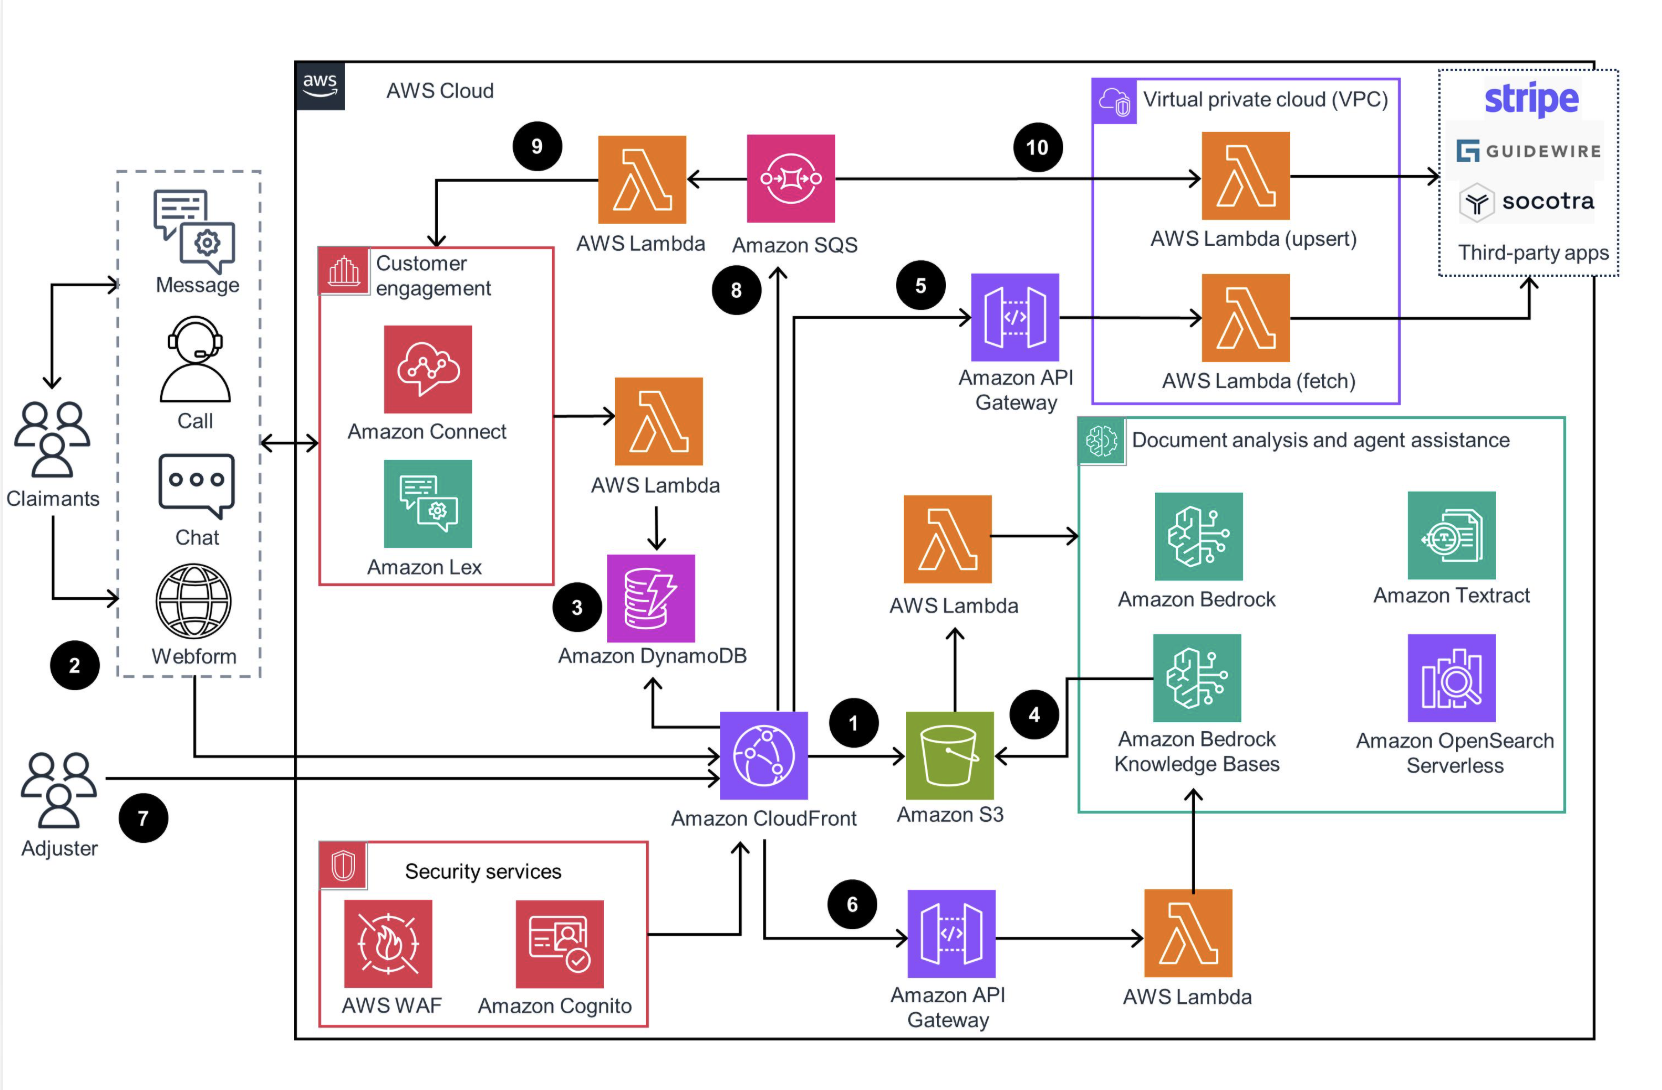 aws
AWS Cloud
Virtual private cloud (VPC)
stripe
GUIDEWIRE
socotra
Third-party apps
9
10
AWS Lambda
Amazon SQS
AWS Lambda (upsert)
8
5
Amazon API
Gateway
AWS Lambda (fetch)
Message
Call
Chat
Webform
Claimants
2
Customer
engagement
Amazon Connect
Amazon Lex
AWS Lambda
3
Amazon DynamoDB
Document analysis and agent assistance
AWS Lambda
Amazon Bedrock
Amazon Textract
Amazon Bedrock
Knowledge Bases
Amazon OpenSearch
Serverless
1
4
Amazon CloudFront
Amazon S3
7
Adjuster
Security services
AWS WAF
Amazon Cognito
6
Amazon API
Gateway
AWS Lambda